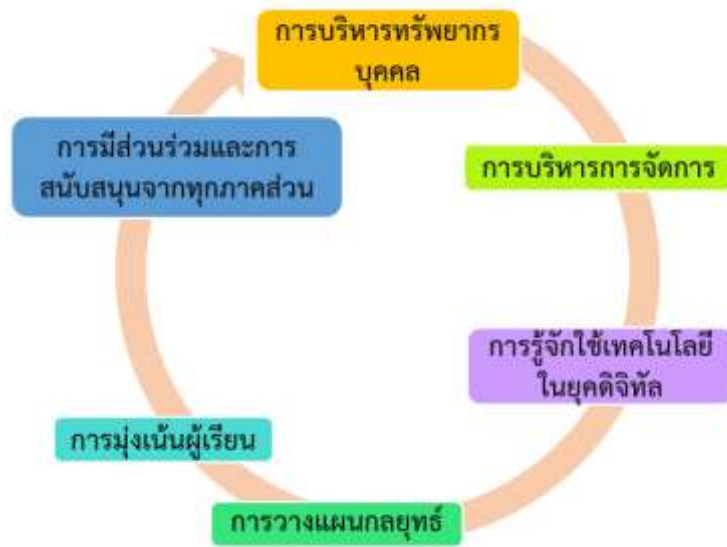 การบริหารทรัพยากร
บุคคล
การบริหารการจัดการ
การรู้จักใช้เทคโนโลยี
ในยุคดิจิทัล
การวางแผนกลยุทธ์
การมุ่งเน้นผู้เรียน
การมีส่วนร่วมและการ
สนับสนุนจากทุกภาคส่วน